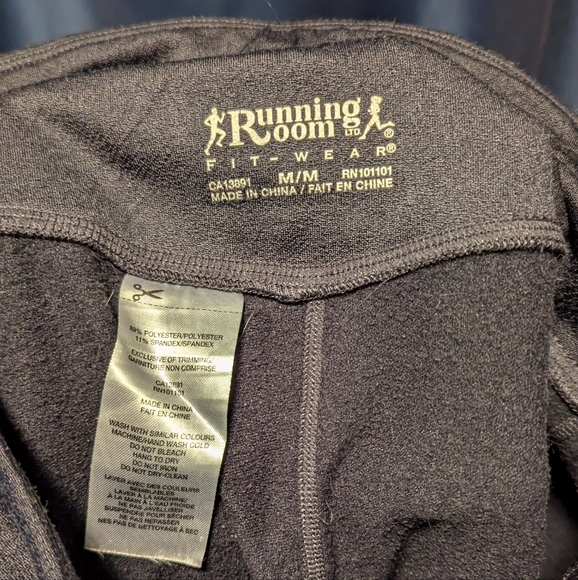 Running
Room LTD ®
FIT-WEAR®
CA13891 M/M RN101101
MADE IN CHINA / FAIT EN CHINE
89% POLYESTER/POLYESTER
11% SPANDEX/SPANDEX
EXCLUSIVE OF TRIMMING/
GARNITURE NON COMPRISE
CA13891
RN101101
MADE IN CHINA
FAIT EN CHINE
WASH WITH SIMILAR COLOURS
MACHINE/HAND WASH COLD
DO NOT BLEACH
HANG TO DRY
DO NOT IRON
DO NOT DRY-CLEAN
LAVER AVEC DES COULEURS
SEMBLABLES
LAVER À LA MACHINE/
À LA MAIN À L'EAU FROIDE
NE PAS JAVELLISER
SUSPENDRE POUR SÉCHER
NE PAS REPASSER
NES PAS DE NETTOYAGE À SEC